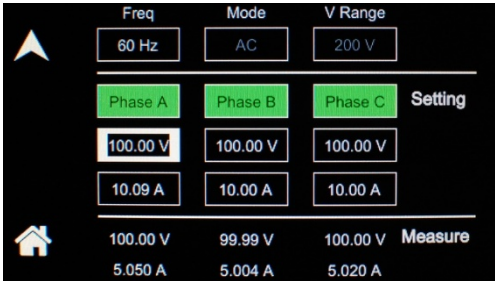 Freq Mode V Range
60 Hz AC 200 V
Phase A Phase B Phase C Setting
100.00 V 100.00 V 100.00 V
10.09 A 10.00 A 10.00 A
100.00 V 99.99 V 100.00 V Measure
5.050 A 5.004 A 5.020 A